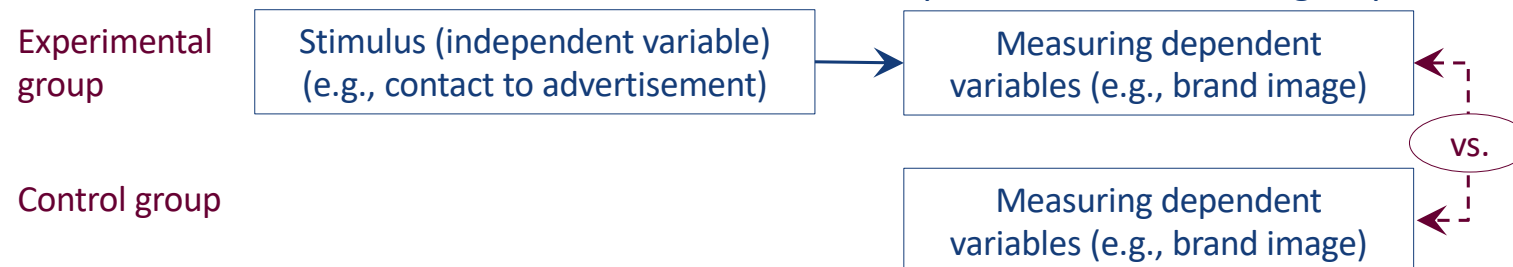 Experimental
group
Stimulus (independent variable)
(e.g., contact to advertisement)
Measuring dependent
variables (e.g., brand image)
vs.
Control group
Measuring dependent
variables (e.g., brand image)